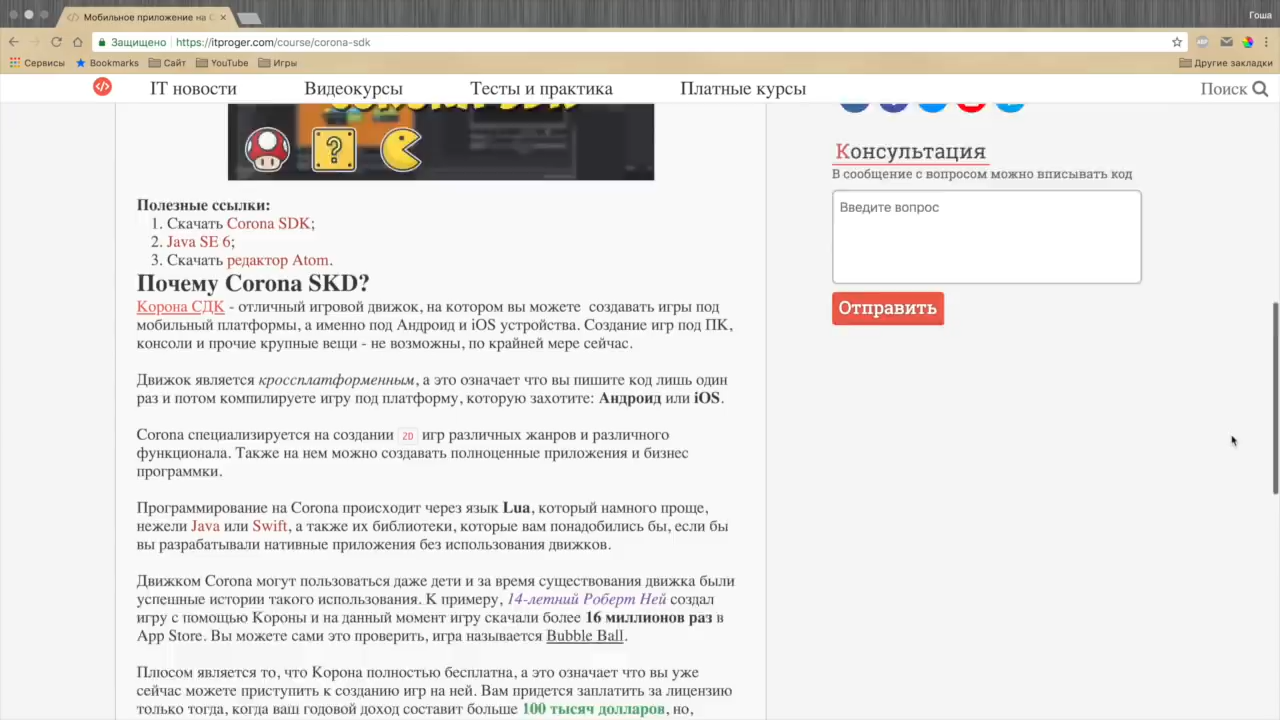 Мобильное приложение на C
Гоша
Защищено https://itproger.com/course/corona-sdk
Сервисы Bookmarks Сайт YouTube Игры Другие закладки
IT новости Видеокурсы Тесты и практика Платные курсы Поиск
CORONA SDK
?
Полезные ссылки:
1. Скачать Corona SDK;
2. Java SE 6;
3. Скачать редактор Atom.
Почему Corona SKD?
Корона СДК - отличный игровой движок, на котором вы можете создавать игры под
мобильный платформы, а именно под Андроид и iOS устройства. Создание игр под ПК,
консоли и прочие крупные вещи - не возможны, по крайней мере сейчас.
Движок является кроссплатформенным, а это означает что вы пишите код лишь один
раз и потом компилируете игру под платформу, которую захотите: Андроид или iOS.
Corona специализируется на создании 2D игр различных жанров и различного
функционала. Также на нем можно создавать полноценные приложения и бизнес
программки.
Программирование на Corona происходит через язык Lua, который намного проще,
нежели Java или Swift, а также их библиотеки, которые вам понадобились бы, если бы
вы разрабатывали нативные приложения без использования движков.
Движком Corona могут пользоваться даже дети и за время существования движка были
успешные истории такого использования. К примеру, 14-летний Роберт Ней создал
игру с помощью Короны и на данный момент игру скачали более 16 миллионов раз в
App Store. Вы можете сами это проверить, игра называется Bubble Ball.
Плюсом является то, что Корона полностью бесплатна, а это означает что вы уже
сейчас можете приступить к созданию игр на ней. Вам придется заплатить за лицензию
только тогда, когда ваш годовой доход составит больше 100 тысяч долларов, но,
Консультация
В сообщение с вопросом можно вписывать код
Введите вопрос
Отправить